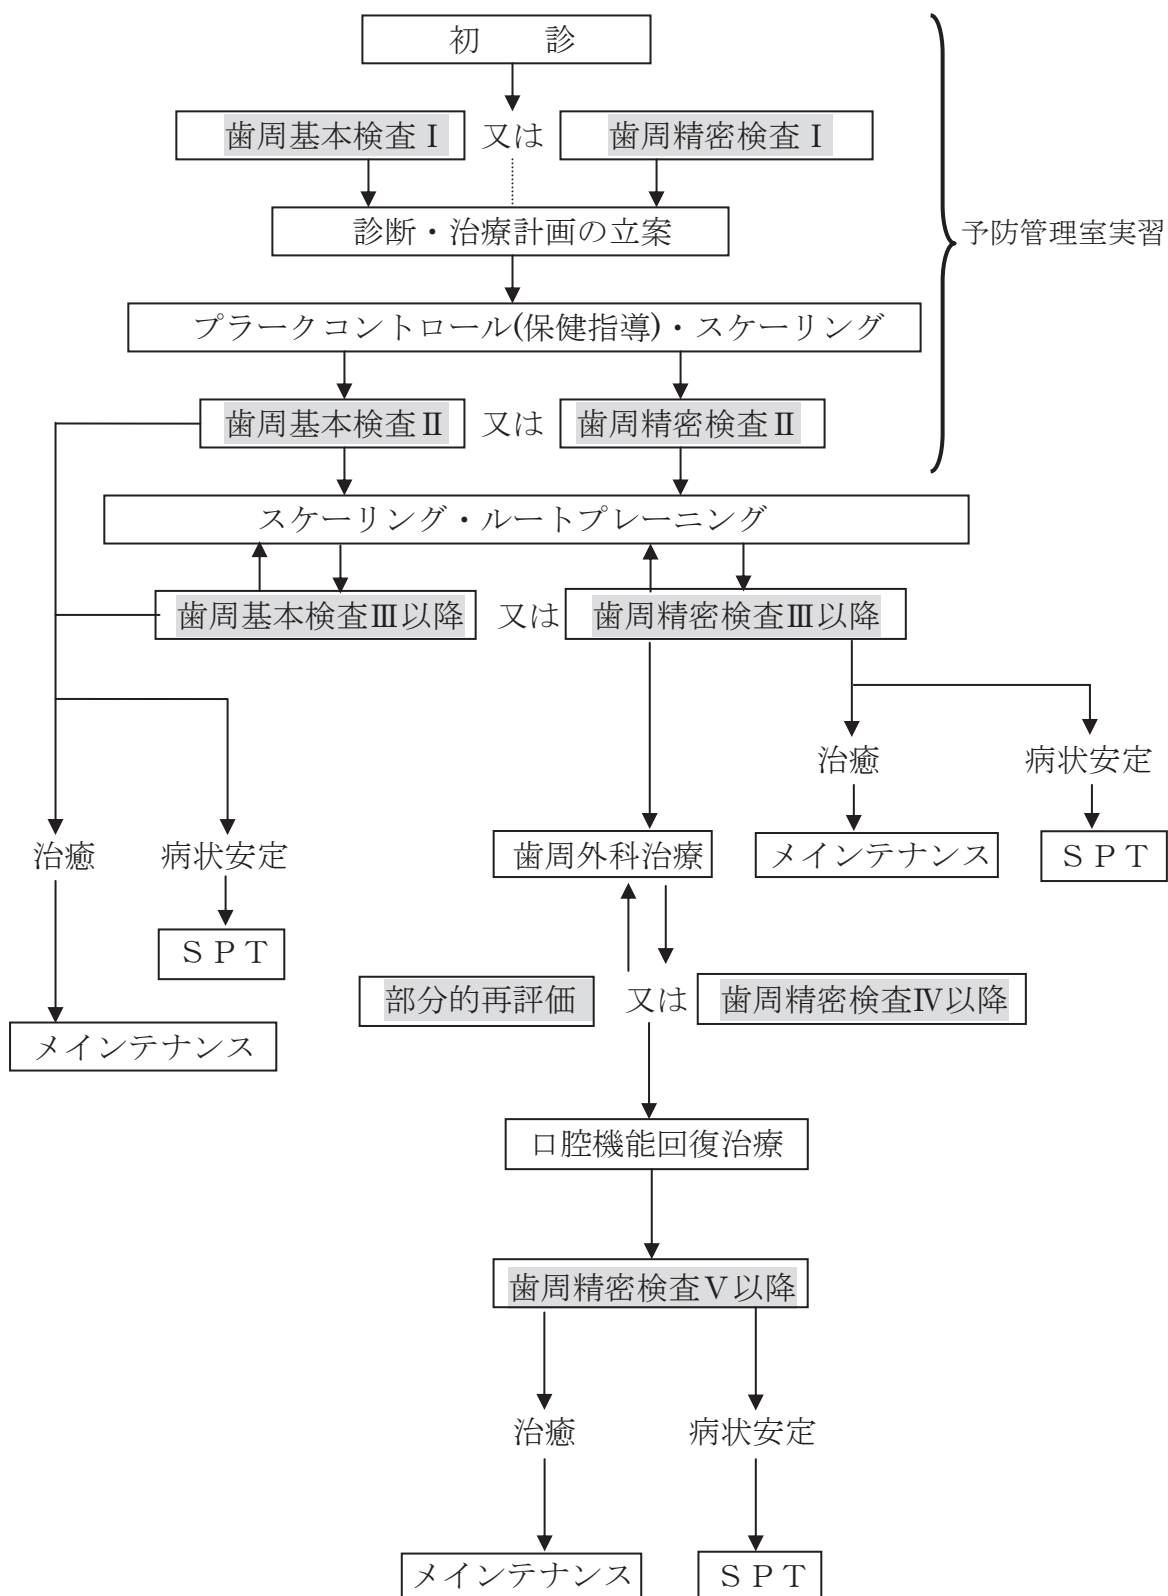 初　　診
歯周基本検査Ⅰ 又は 歯周精密検査Ⅰ
診断・治療計画の立案
予防管理室実習
プラークコントロール(保健指導)・スケーリング
歯周基本検査Ⅱ 又は 歯周精密検査Ⅱ
スケーリング・ルートプレーニング
歯周基本検査Ⅲ以降 又は 歯周精密検査Ⅲ以降
治癒 病状安定
治癒 病状安定
歯周外科治療 メインテナンス ＳＰＴ
ＳＰＴ
部分的再評価 又は 歯周精密検査Ⅳ以降
メインテナンス
口腔機能回復治療
歯周精密検査Ⅴ以降
治癒 病状安定
メインテナンス ＳＰＴ